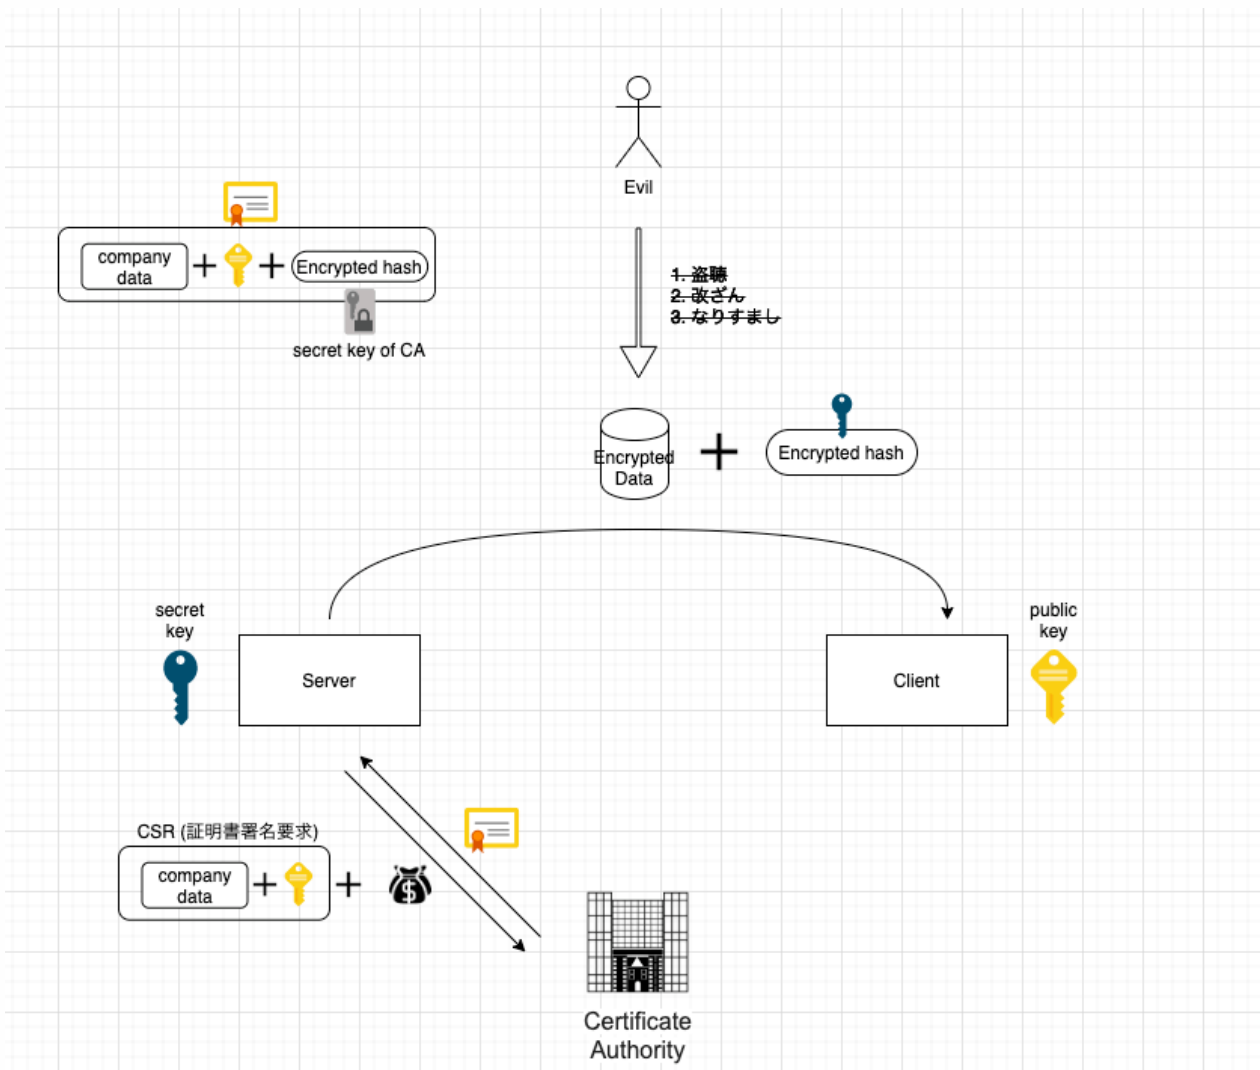 Evil
company
data
Encrypted hash
secret key of CA
1. 盗聴
2. 改ざん
3. なりすまし
Encrypted
Data
Encrypted hash
secret
key
Server
Client
public
key
CSR (証明書署名要求)
company
data
$
Certificate
Authority